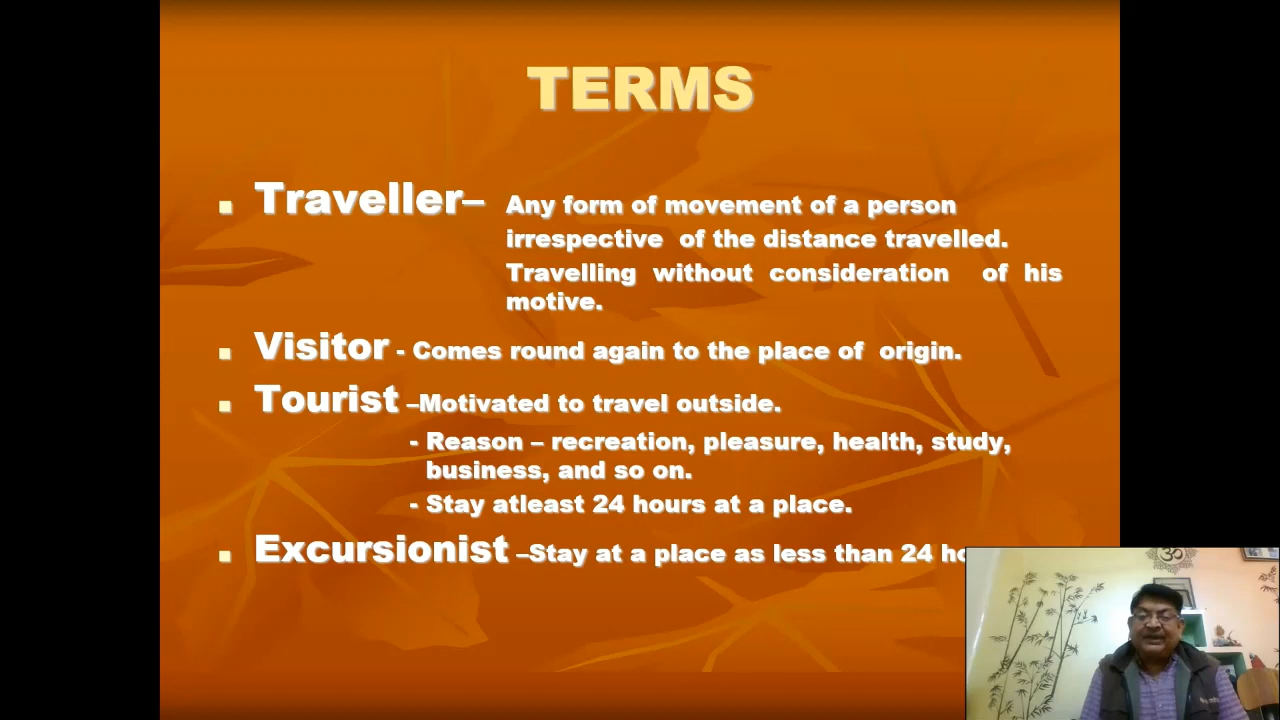 TERMS
Traveller– Any form of movement of a person
irrespective of the distance travelled.
Travelling without consideration of his
motive.
Visitor - Comes round again to the place of origin.
Tourist –Motivated to travel outside.
- Reason – recreation, pleasure, health, study,
business, and so on.
- Stay atleast 24 hours at a place.
Excursionist –Stay at a place as less than 24
ॐ